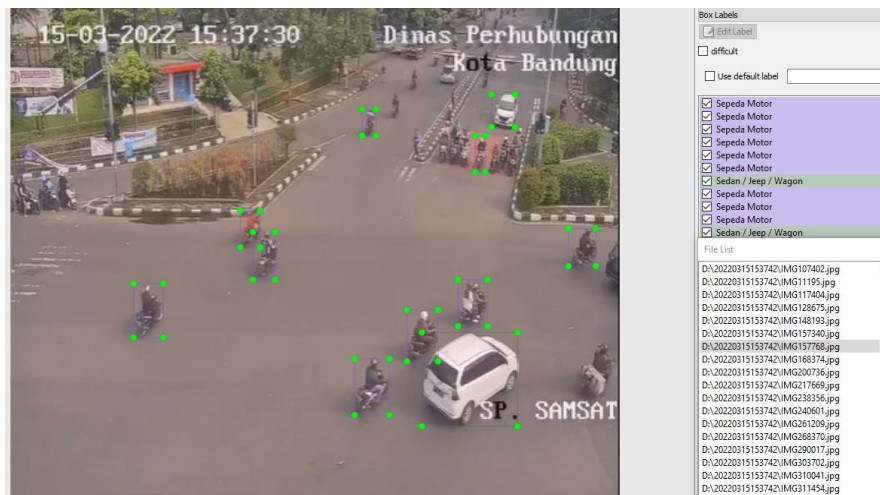 15-03-2022 15:37:30
Dinas Perhubungan
Kota Bandung
SP. SAMSAT
Box Labels
Edit Label
difficult
Use default label
Sepeda Motor
Sepeda Motor
Sepeda Motor
Sepeda Motor
Sepeda Motor
Sepeda Motor
Sedan / Jeep / Wagon
Sepeda Motor
Sepeda Motor
Sepeda Motor
Sedan / Jeep / Wagon
File List
D:\20220315153742\IMG107402.jpg
D:\20220315153742\IMG11195.jpg
D:\20220315153742\IMG117404.jpg
D:\20220315153742\IMG128675.jpg
D:\20220315153742\IMG148193.jpg
D:\20220315153742\IMG157340.jpg
D:\20220315153742\IMG157768.jpg
D:\20220315153742\IMG168374.jpg
D:\20220315153742\IMG200736.jpg
D:\20220315153742\IMG217669.jpg
D:\20220315153742\IMG238356.jpg
D:\20220315153742\IMG240601.jpg
D:\20220315153742\IMG261209.jpg
D:\20220315153742\IMG268370.jpg
D:\20220315153742\IMG290017.jpg
D:\20220315153742\IMG303702.jpg
D:\20220315153742\IMG310041.jpg
D:\20220315153742\IMG311454.jpg